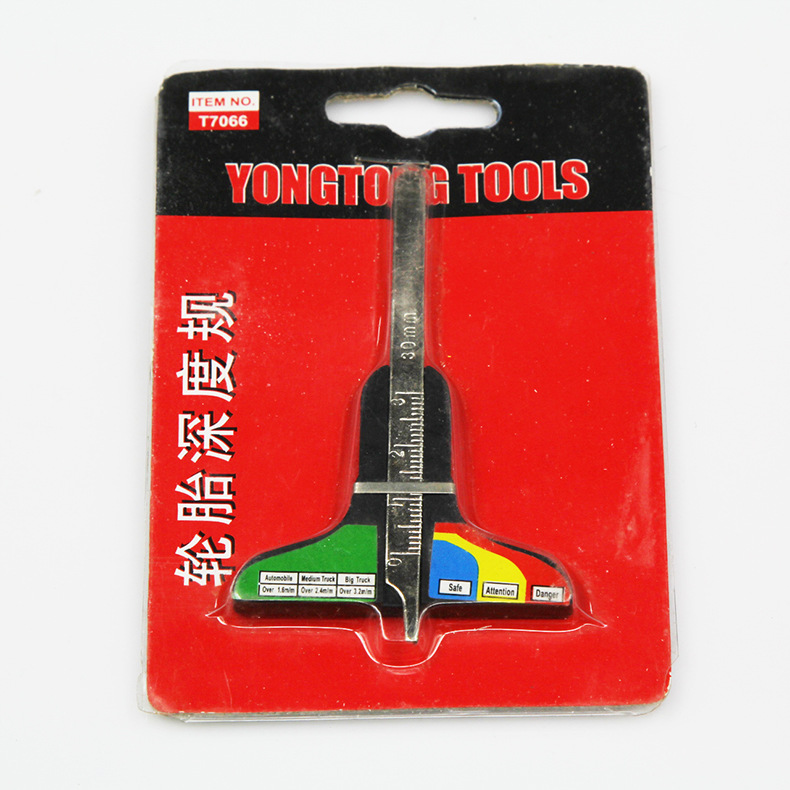 ITEM NO.
T7066
YONGTONG TOOLS
轮胎深度规
30mm
3
2
1
0
Automobile Medium Truck Big Truck
Over 1.6m/m Over 2.4m/m Over 3.2m/m
Safe
Attention
Danger